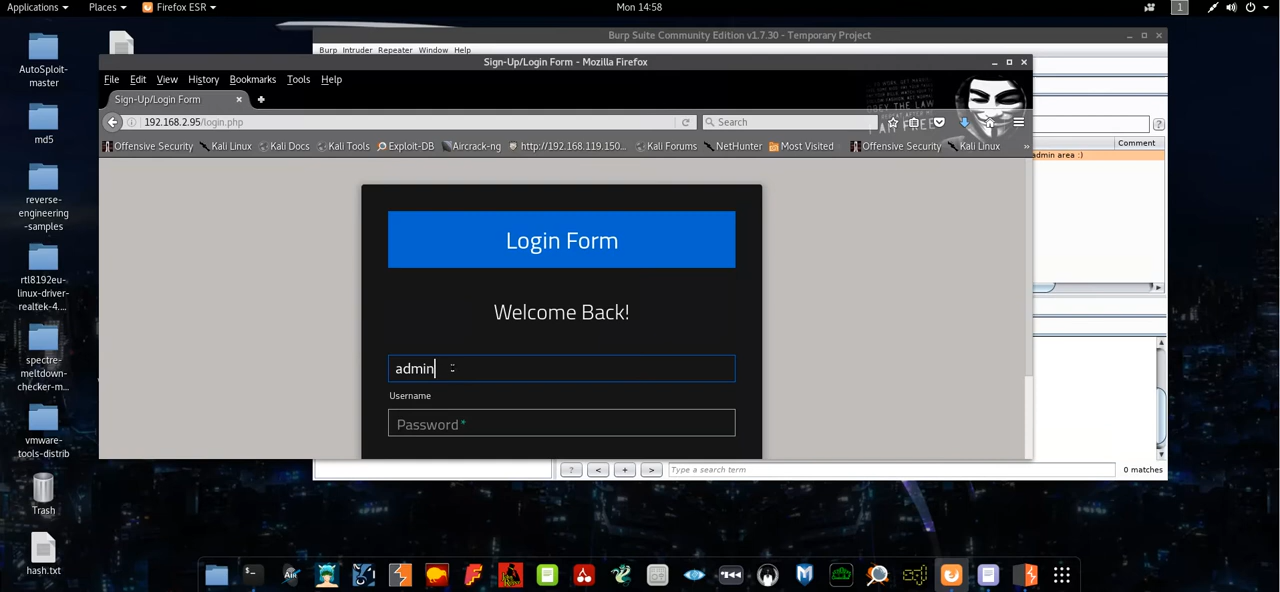 Applications Places Firefox ESR Mon 14:58 1
Burp Suite Community Edition v1.7.30 - Temporary Project
Burp Intruder Repeater Window Help
Sign-Up/Login Form - Mozilla Firefox
File Edit View History Bookmarks Tools Help
Sign-Up/Login Form
192.168.2.95/login.php Search
OBEY THE LAW
Offensive Security Kali Linux Kali Docs Kali Tools Exploit-DB Aircrack-ng http://192.168.119.150... Kali Forums NetHunter Most Visited Offensive Security Kali Linux »
Comment
admin area :)
Login Form
Welcome Back!
admin
Username
Password*
? < + > Type a search term 0 matches
AutoSploit-
master
md5
reverse-
engineering
-samples
rtl8192eu-
linux-driver-
realtek-4....
spectre-
meltdown-
checker-m...
vmware-
tools-distrib
Trash
hash.txt